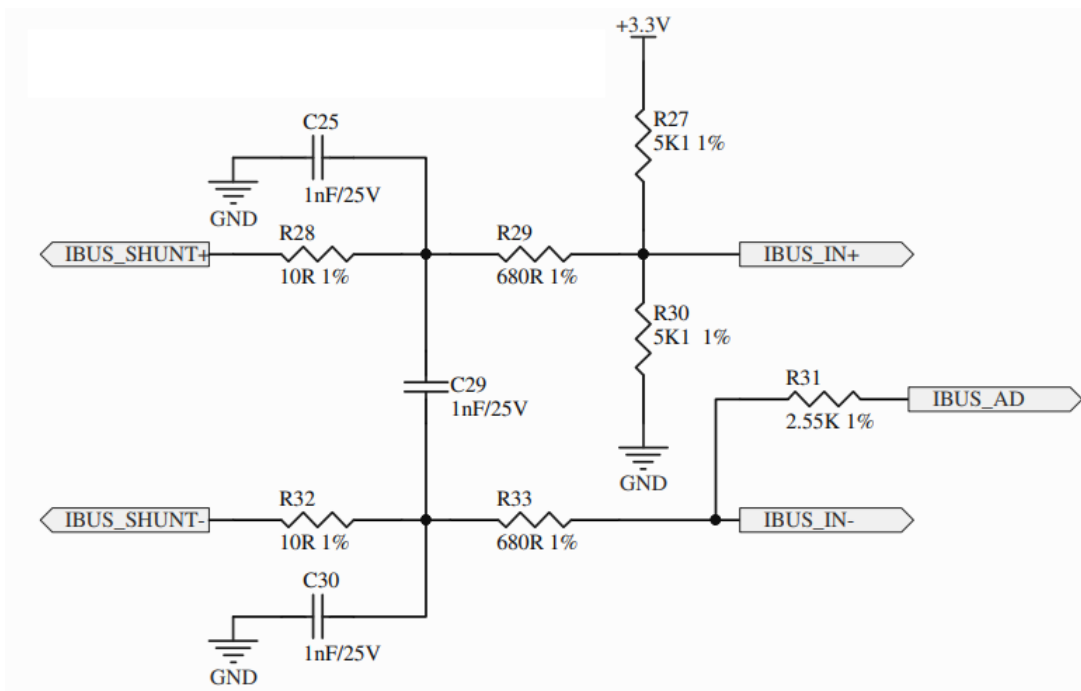 +3.3V
C25
1nF/25V
GND
R27
5K1 1%
IBUS_SHUNT+
R28
10R 1%
R29
680R 1%
IBUS_IN+
R30
5K1 1%
C29
1nF/25V
R31
2.55K 1%
IBUS_AD
GND
IBUS_SHUNT-
R32
10R 1%
R33
680R 1%
IBUS_IN-
C30
1nF/25V
GND